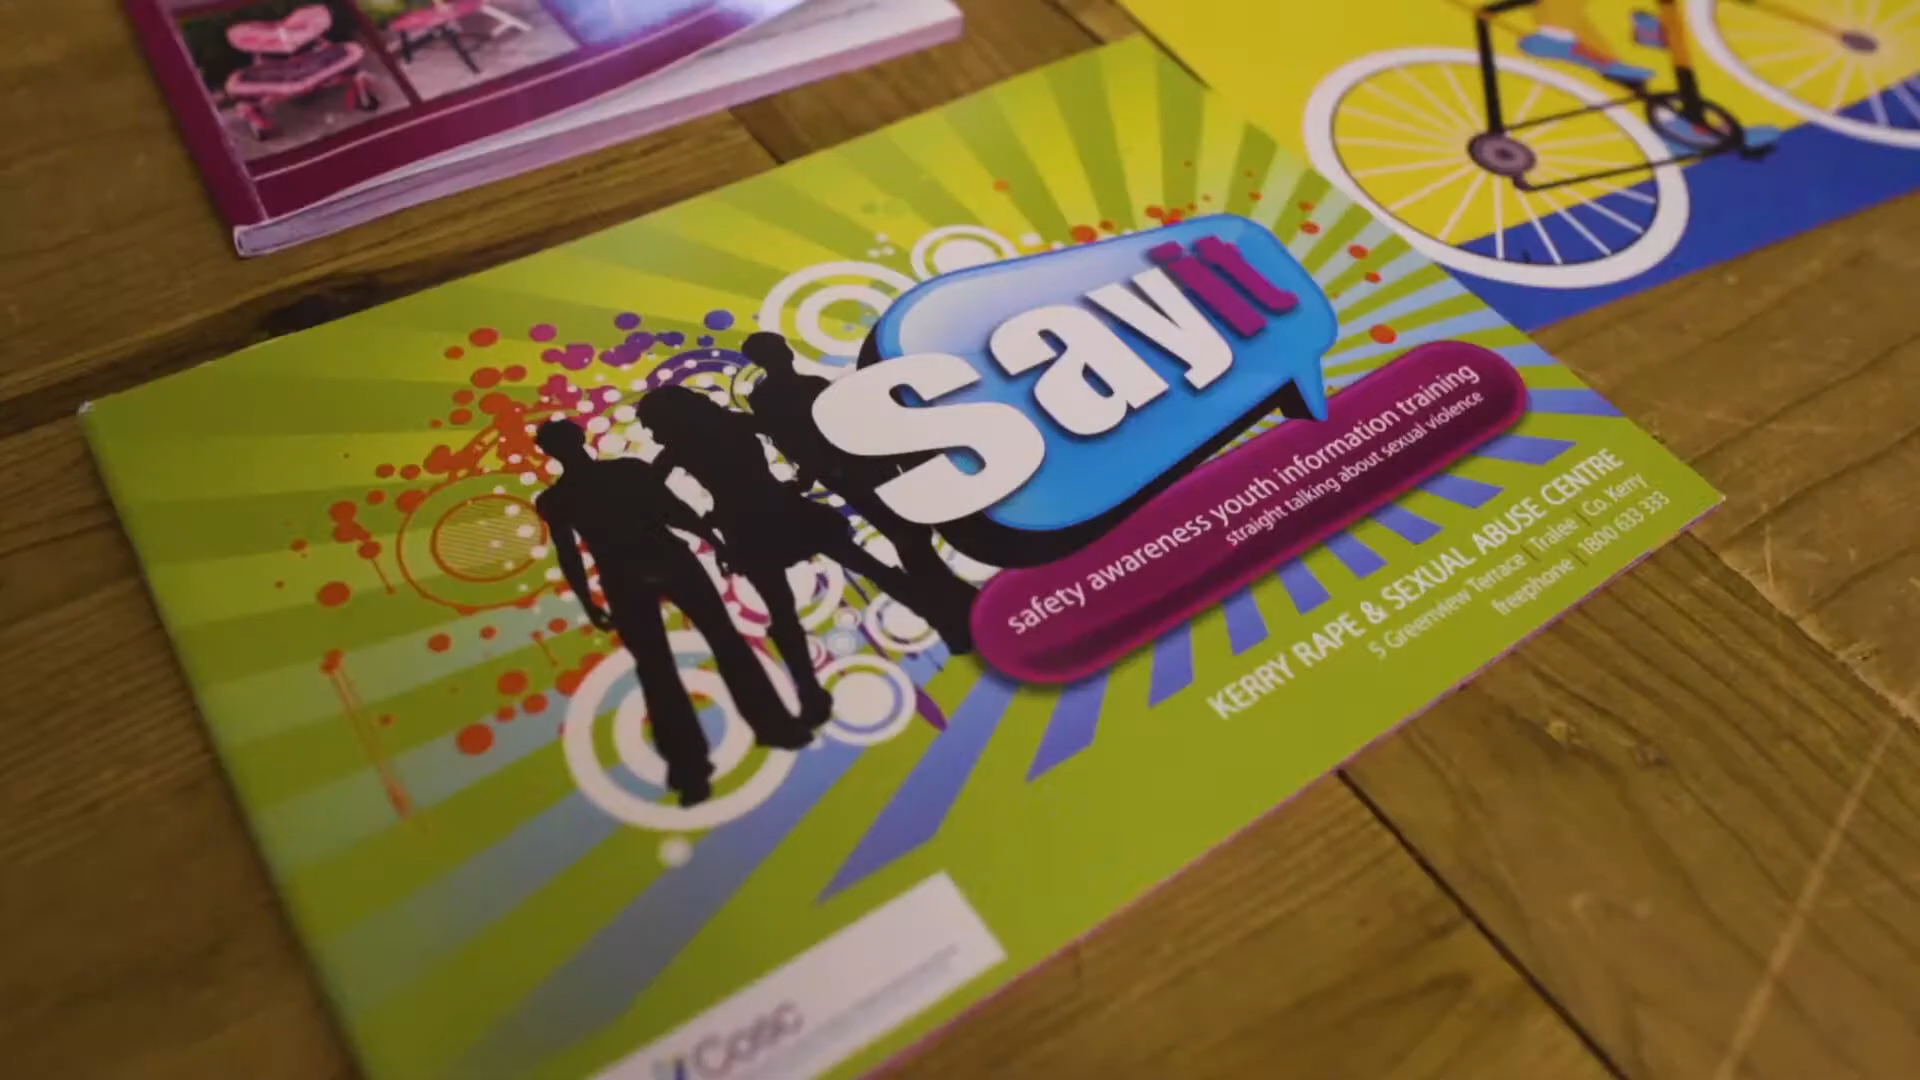 sayit
safety awareness youth information training
straight talking about sexual violence
KERRY RAPE & SEXUAL ABUSE CENTRE
5 Greenview Terrace | Tralee | Co. Kerry
freephone | 1800 633 333
Cosc